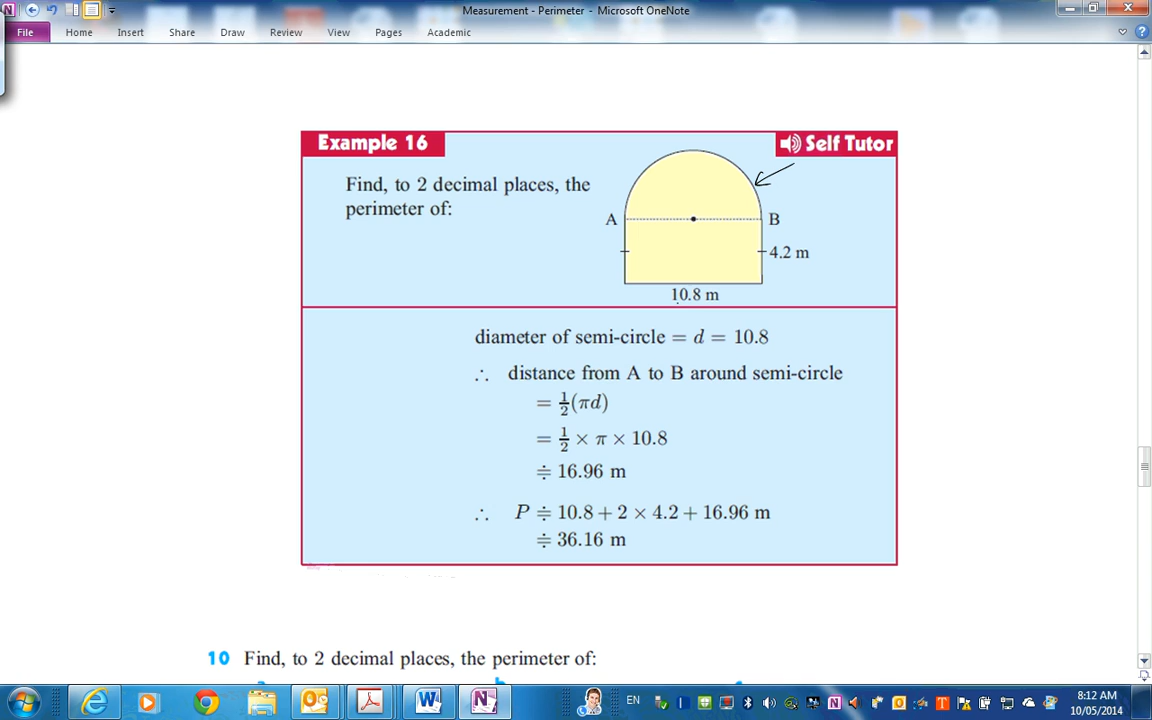 Measurement - Perimeter - Microsoft OneNote
File Home Insert Share Draw Review View Pages Academic
Example 16
Self Tutor
Find, to 2 decimal places, the
perimeter of:
A
B
4.2 m
10.8 m
diameter of semi-circle = d = 10.8
∴ distance from A to B around semi-circle
= ½(πd)
= ½ × π × 10.8
≑ 16.96 m
∴ P ≑ 10.8 + 2 × 4.2 + 16.96 m
≑ 36.16 m
10 Find, to 2 decimal places, the perimeter of:
EN
8:12 AM
10/05/2014